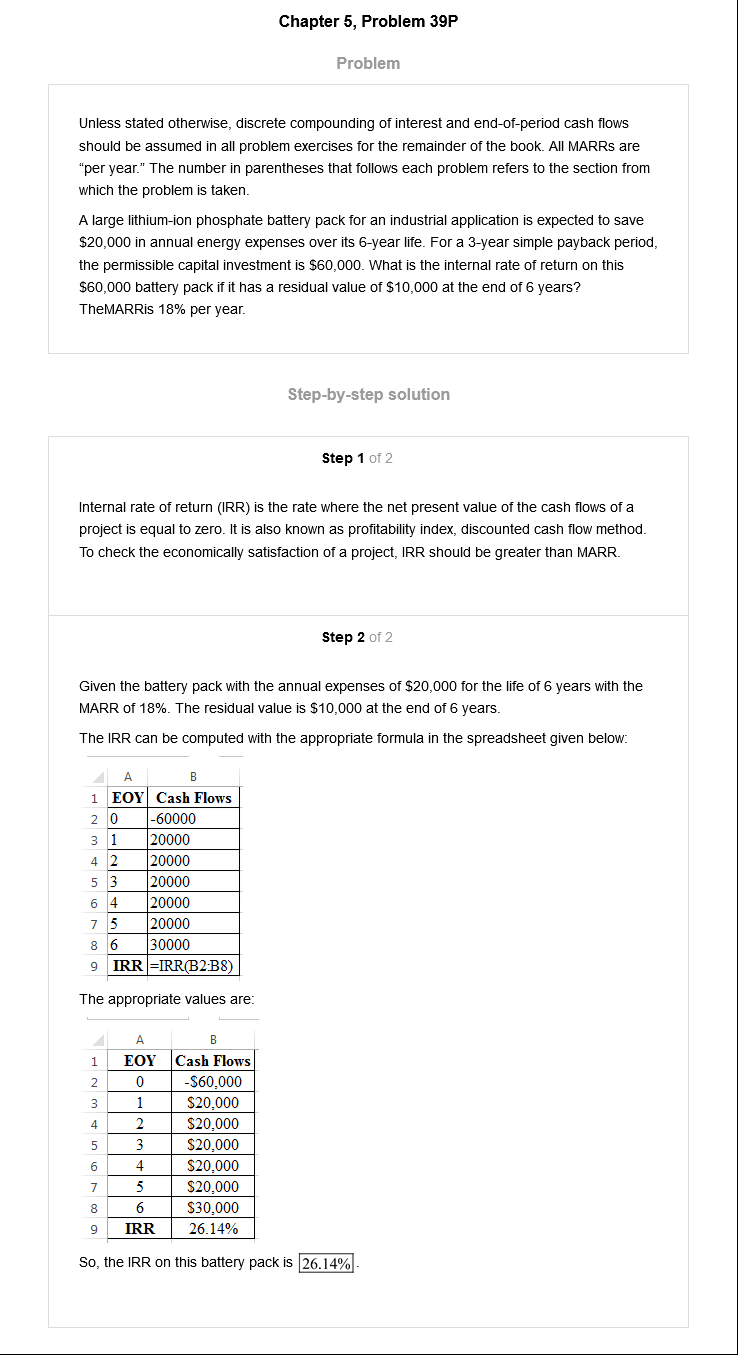 Chapter 5, Problem 39P
Problem
Unless stated otherwise, discrete compounding of interest and end-of-period cash flows
should be assumed in all problem exercises for the remainder of the book. All MARRs are
“per year.” The number in parentheses that follows each problem refers to the section from
which the problem is taken.
A large lithium-ion phosphate battery pack for an industrial application is expected to save
$20,000 in annual energy expenses over its 6-year life. For a 3-year simple payback period,
the permissible capital investment is $60,000. What is the internal rate of return on this
$60,000 battery pack if it has a residual value of $10,000 at the end of 6 years?
TheMARRis 18% per year.
Step-by-step solution
Step 1 of 2
Internal rate of return (IRR) is the rate where the net present value of the cash flows of a
project is equal to zero. It is also known as profitability index, discounted cash flow method.
To check the economically satisfaction of a project, IRR should be greater than MARR.
Step 2 of 2
Given the battery pack with the annual expenses of $20,000 for the life of 6 years with the
MARR of 18%. The residual value is $10,000 at the end of 6 years.
The IRR can be computed with the appropriate formula in the spreadsheet given below:
A B
1 EOY Cash Flows
2 0 -60000
3 1 20000
4 2 20000
5 3 20000
6 4 20000
7 5 20000
8 6 30000
9 IRR =IRR(B2:B8)
The appropriate values are:
A B
1 EOY Cash Flows
2 0 -$60,000
3 1 $20,000
4 2 $20,000
5 3 $20,000
6 4 $20,000
7 5 $20,000
8 6 $30,000
9 IRR 26.14%
So, the IRR on this battery pack is 26.14%.